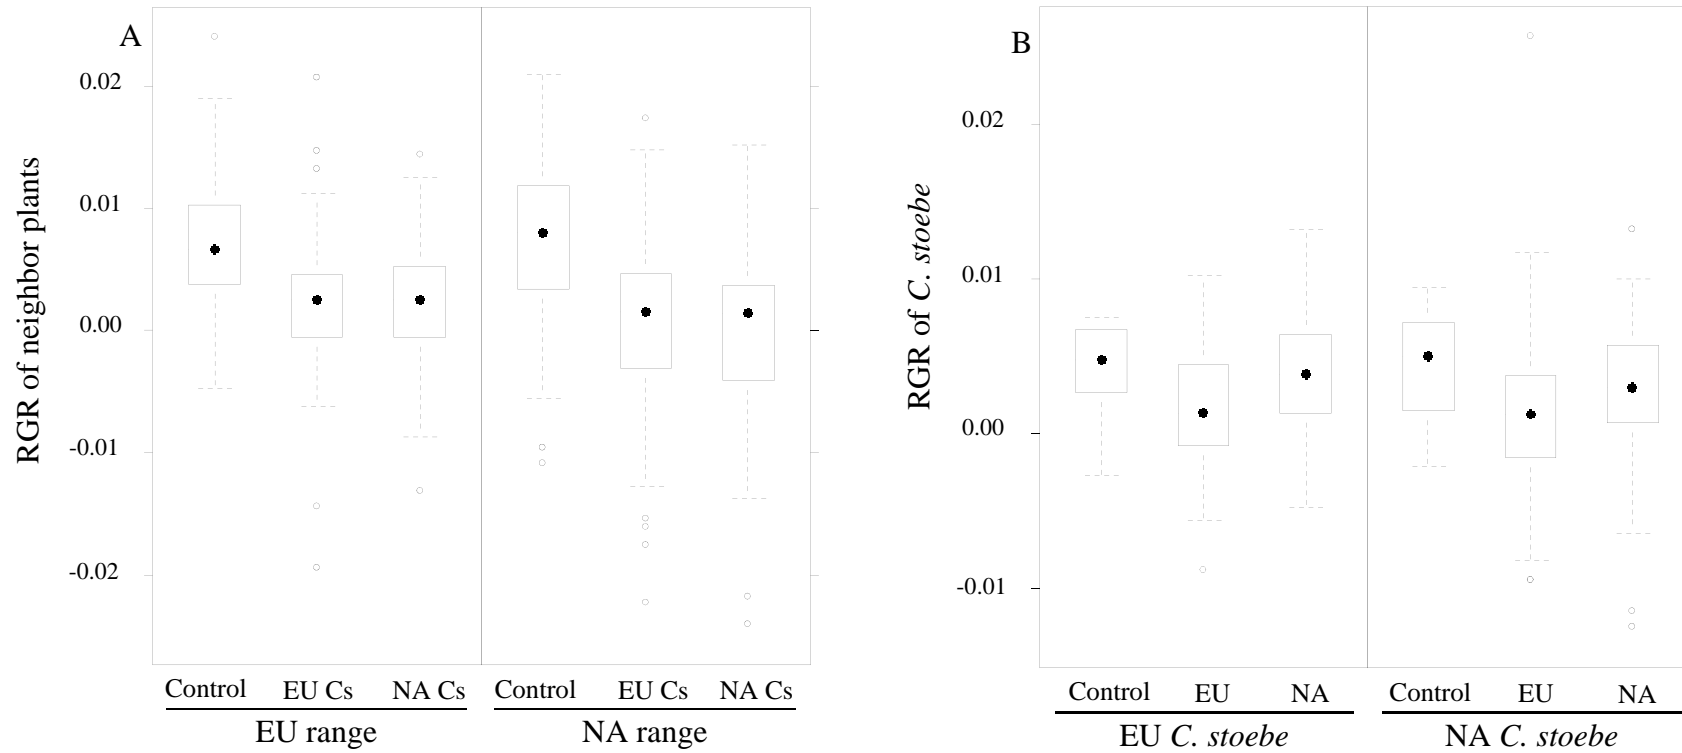 A
RGR of neighbor plants
0.02
0.01
0.00
-0.01
-0.02
Control EU Cs NA Cs Control EU Cs NA Cs
EU range NA range
B
RGR of C. stoebe
0.02
0.01
0.00
-0.01
Control EU NA Control EU NA
EU C. stoebe NA C. stoebe